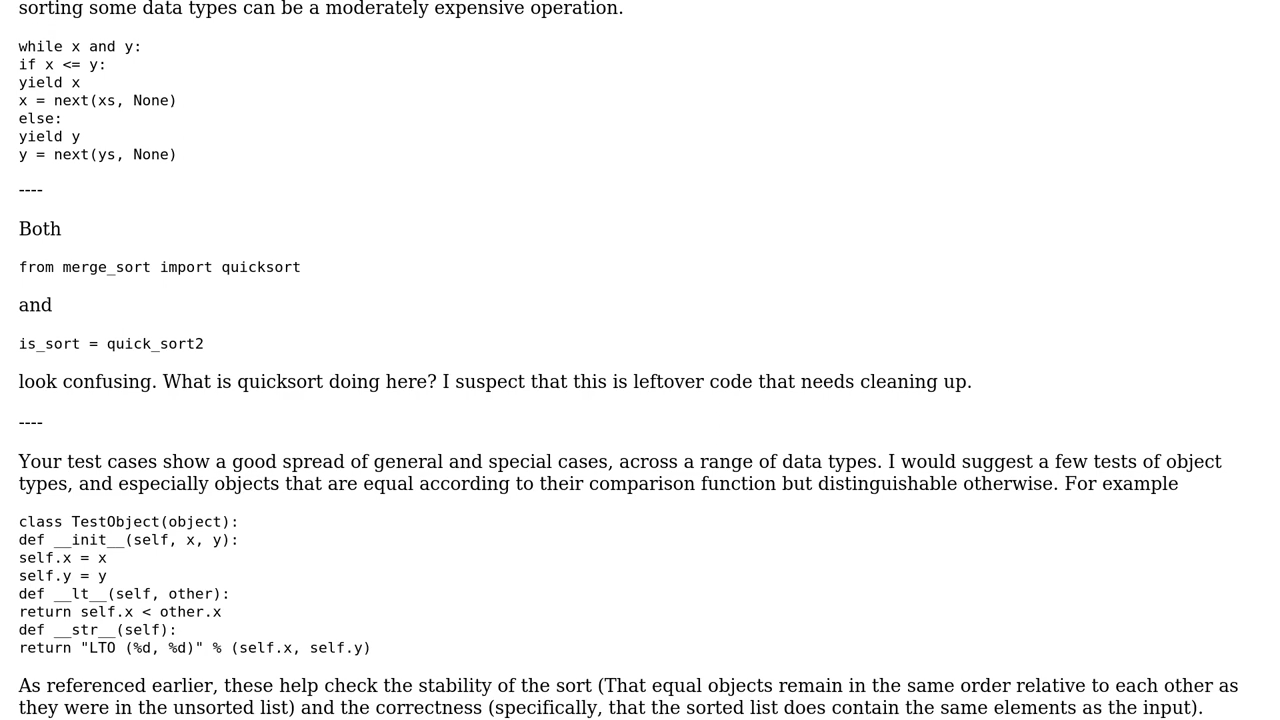 sorting some data types can be a moderately expensive operation.
while x and y:
if x <= y:
yield x
x = next(xs, None)
else:
yield y
y = next(ys, None)
----
Both
from merge_sort import quicksort
and
is_sort = quick_sort2
look confusing. What is quicksort doing here? I suspect that this is leftover code that needs cleaning up.
----
Your test cases show a good spread of general and special cases, across a range of data types. I would suggest a few tests of object
types, and especially objects that are equal according to their comparison function but distinguishable otherwise. For example
class TestObject(object):
def __init__(self, x, y):
self.x = x
self.y = y
def __lt__(self, other):
return self.x < other.x
def __str__(self):
return "LTO (%d, %d)" % (self.x, self.y)
As referenced earlier, these help check the stability of the sort (That equal objects remain in the same order relative to each other as
they were in the unsorted list) and the correctness (specifically, that the sorted list does contain the same elements as the input).